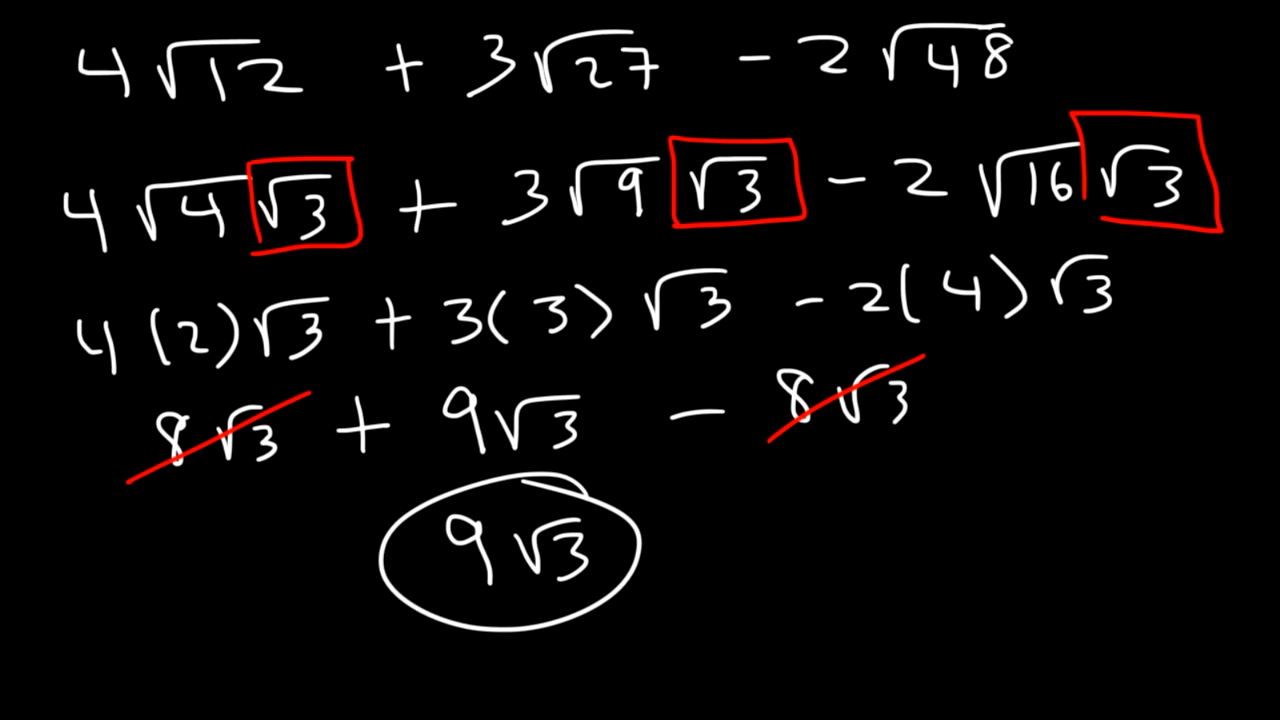 4√12 + 3√27 - 2√48
4√4√3 + 3√9√3 - 2√16√3
4(2)√3 + 3(3)√3 - 2(4)√3
8√3 + 9√3 - 8√3
9√3